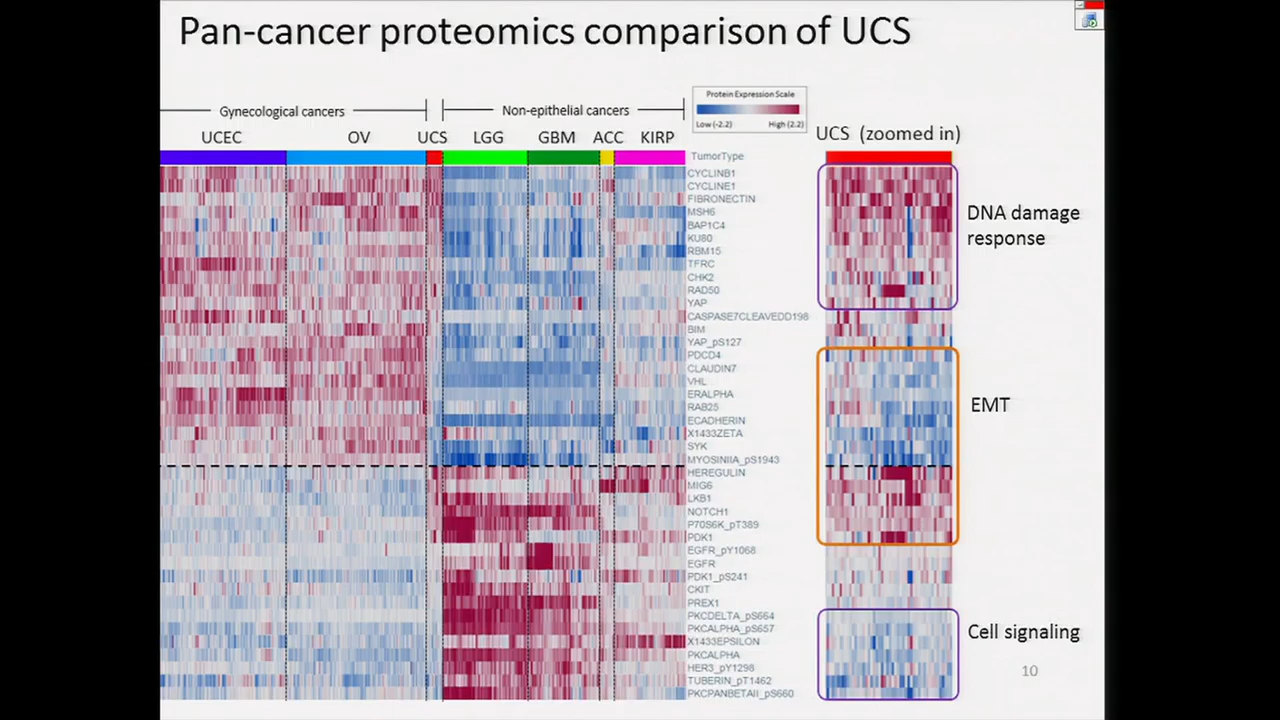 Pan-cancer proteomics comparison of UCS
Gynecological cancers
Non-epithelial cancers
Protein Expression Scale
Low (-2.2) High (2.2)
UCEC OV UCS LGG GBM ACC KIRP
UCS (zoomed in)
TumorType
CYCLINB1
CYCLINE1
FIBRONECTIN
MSH6
BAP1C4
KU80
RBM15
TFRC
CHK2
RAD50
YAP
CASPASE7CLEAVEDD198
BIM
YAP_pS127
PDCD4
CLAUDIN7
VHL
ERALPHA
RAB25
ECADHERIN
X1433ZETA
SYK
MYOSINIIA_pS1943
HEREGULIN
MIG6
LKB1
NOTCH1
P70S6K_pT389
PDK1
EGFR_pY1068
EGFR
PDK1_pS241
CKIT
PREX1
PKCDELTA_pS664
PKCALPHA_pS657
X1433EPSILON
PKCALPHA
HER3_pY1298
TUBERIN_pT1462
PKCPANBETAII_pS660
DNA damage
response
EMT
Cell signaling
10